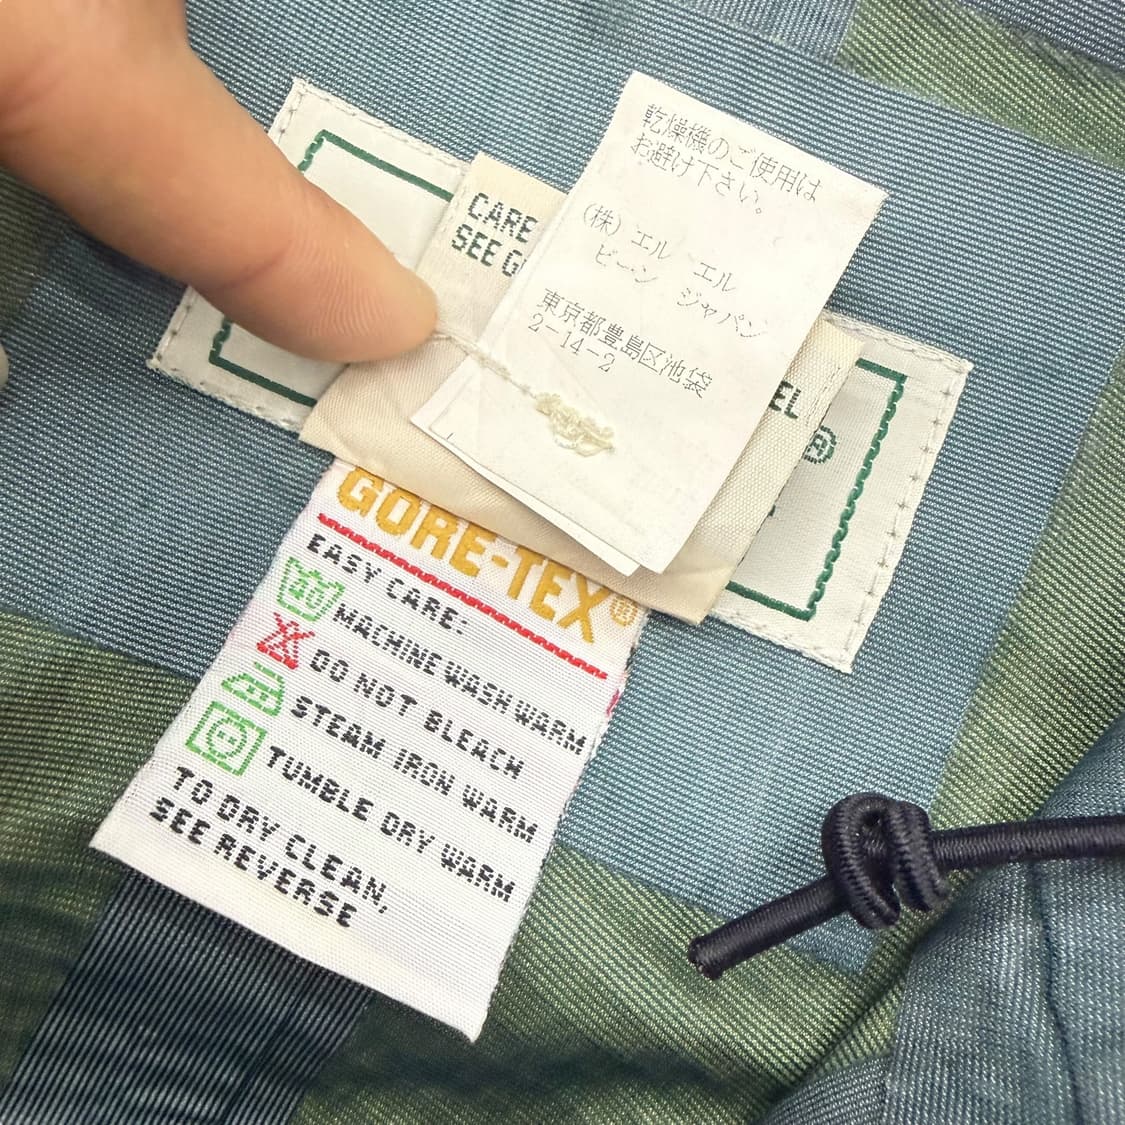 乾燥機のご使用は
お避け下さい。
(株) エル エル
ビーン ジャパン
東京都豊島区池袋
2-14-2
CARE
SEE G
EL
®
GORE-TEX®
EASY CARE:
40
MACHINE WASH WARM
DO NOT BLEACH
STEAM IRON WARM
TUMBLE DRY WARM
TO DRY CLEAN,
SEE REVERSE